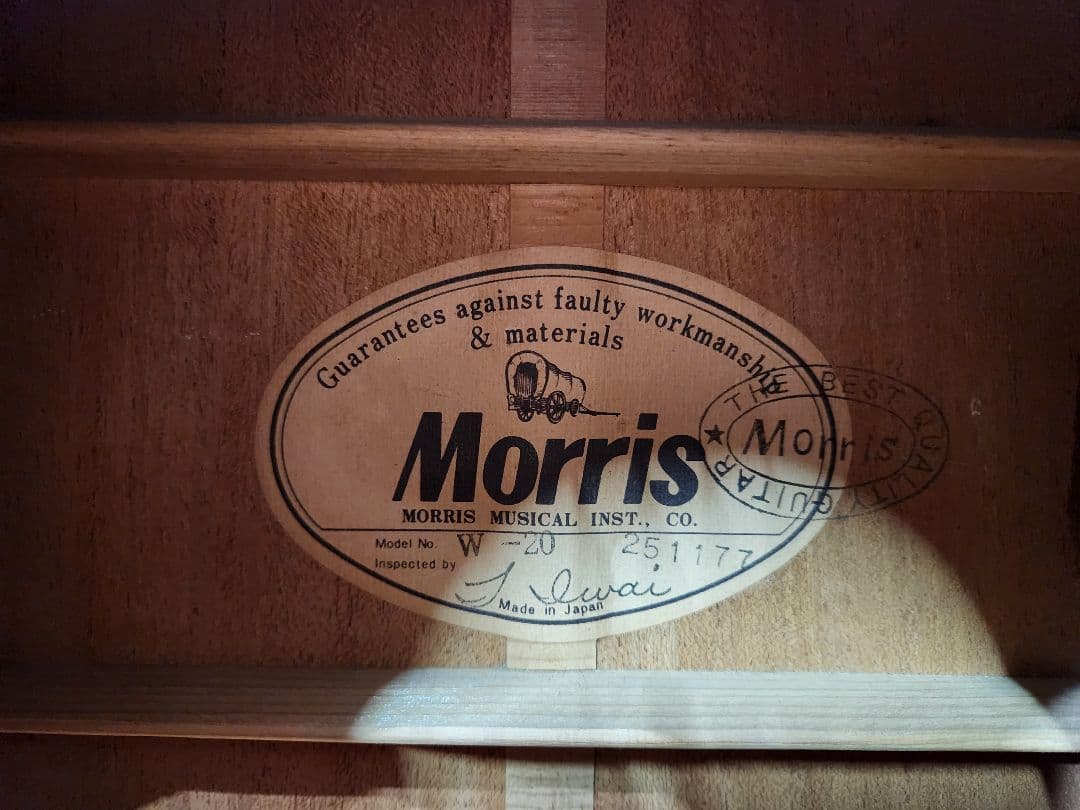 Guarantees against faulty workmanship
& materials
Morris
MORRIS MUSICAL INST., CO.
Model No. W-20 251177
Inspected by T. Iwai
Made in Japan
THE BEST QUALITY GUITAR
★ Morris